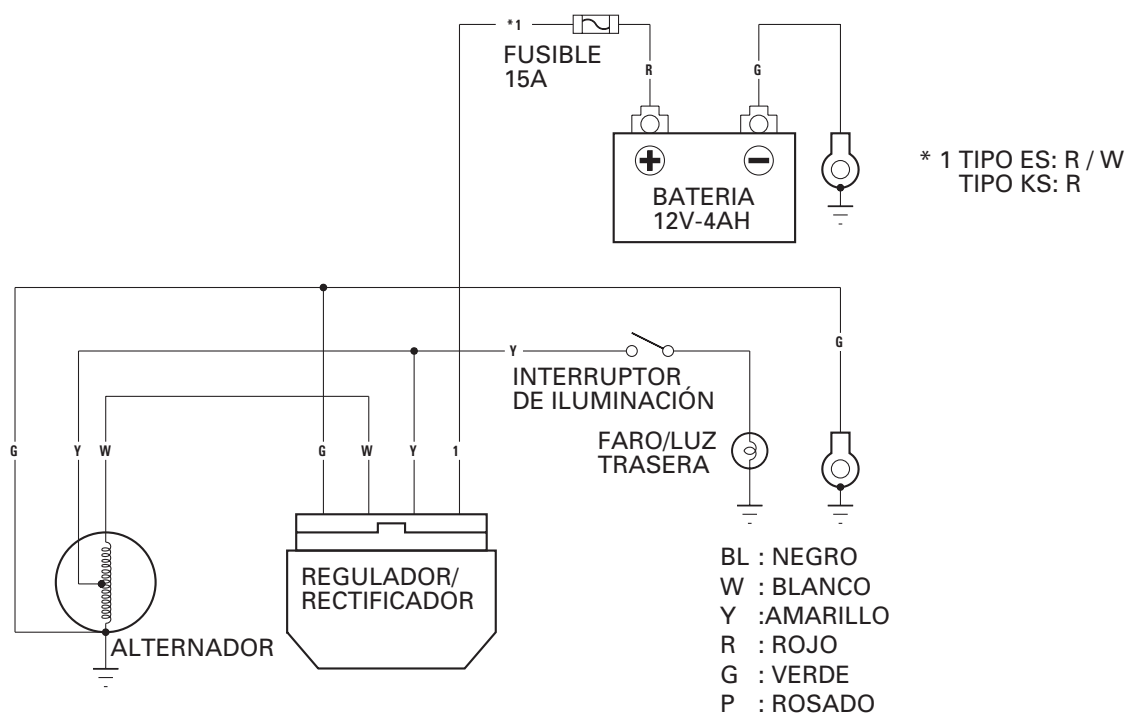 *1
FUSIBLE
15A
R
G
BATERIA
12V-4AH
* 1 TIPO ES: R / W
TIPO KS: R
G
Y
INTERRUPTOR
DE ILUMINACIÓN
FARO/LUZ
TRASERA
G
Y
W
G
W
Y
1
ALTERNADOR
REGULADOR/
RECTIFICADOR
BL : NEGRO
W : BLANCO
Y :AMARILLO
R : ROJO
G : VERDE
P : ROSADO